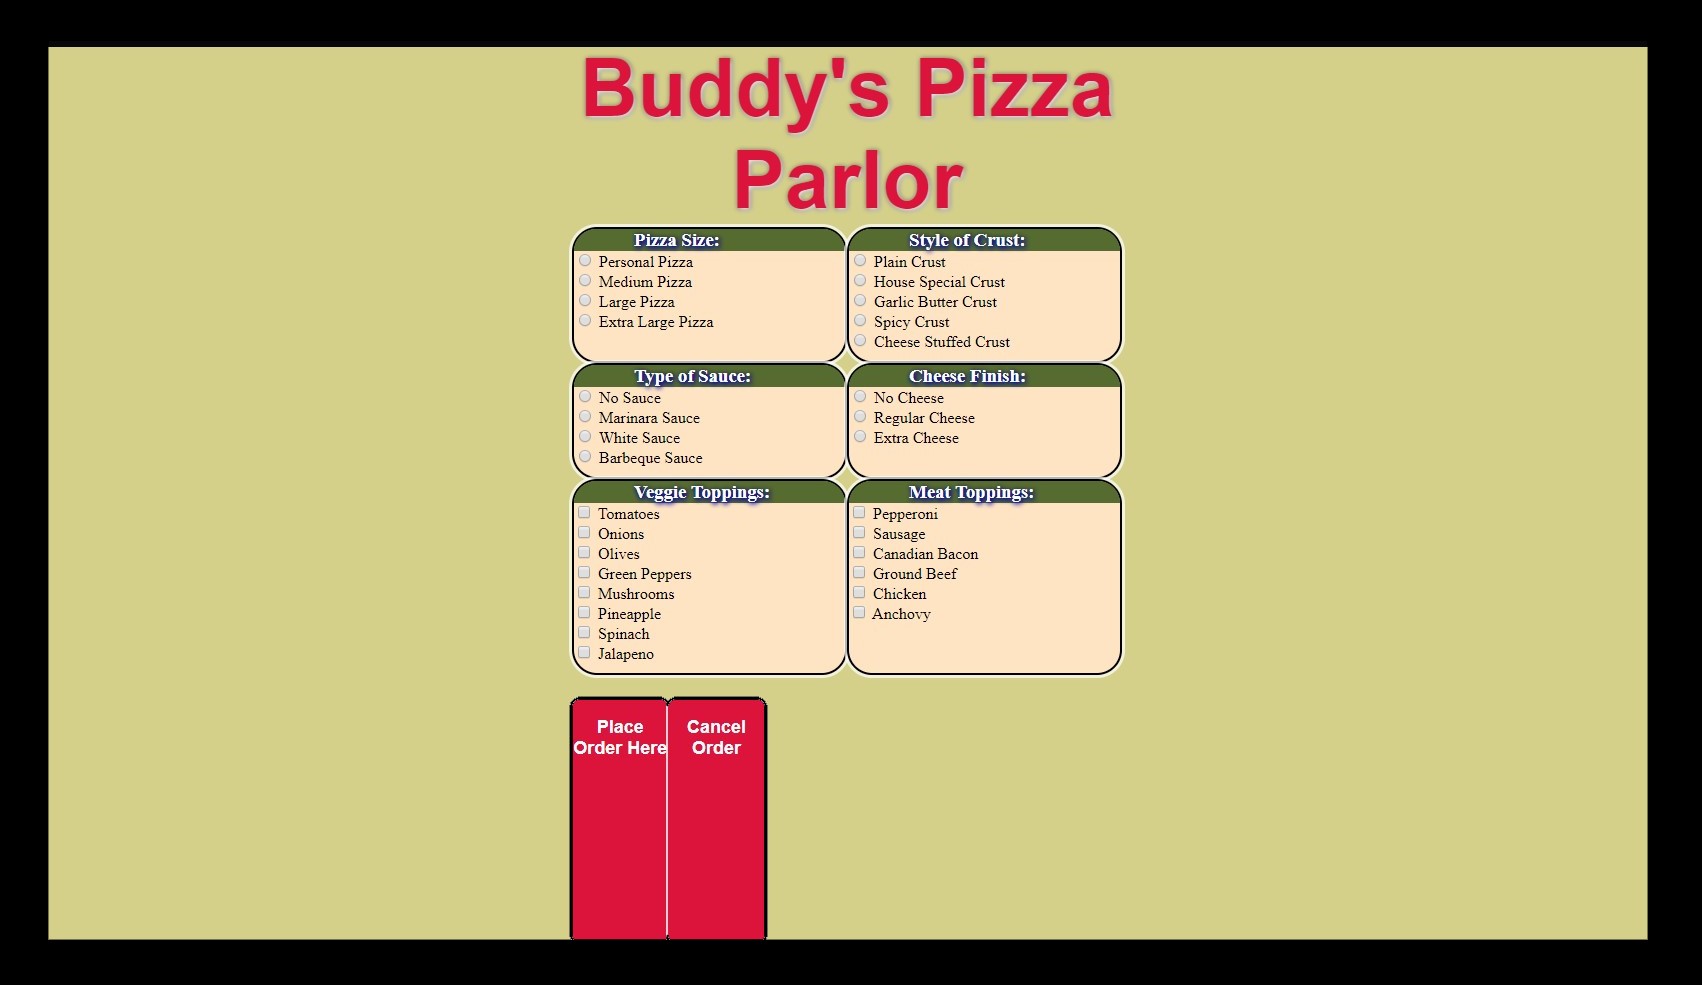 Buddy's Pizza
Parlor
Pizza Size:
Personal Pizza
Medium Pizza
Large Pizza
Extra Large Pizza
Style of Crust:
Plain Crust
House Special Crust
Garlic Butter Crust
Spicy Crust
Cheese Stuffed Crust
Type of Sauce:
No Sauce
Marinara Sauce
White Sauce
Barbeque Sauce
Cheese Finish:
No Cheese
Regular Cheese
Extra Cheese
Veggie Toppings:
Tomatoes
Onions
Olives
Green Peppers
Mushrooms
Pineapple
Spinach
Jalapeno
Meat Toppings:
Pepperoni
Sausage
Canadian Bacon
Ground Beef
Chicken
Anchovy
Place
Order Here
Cancel
Order